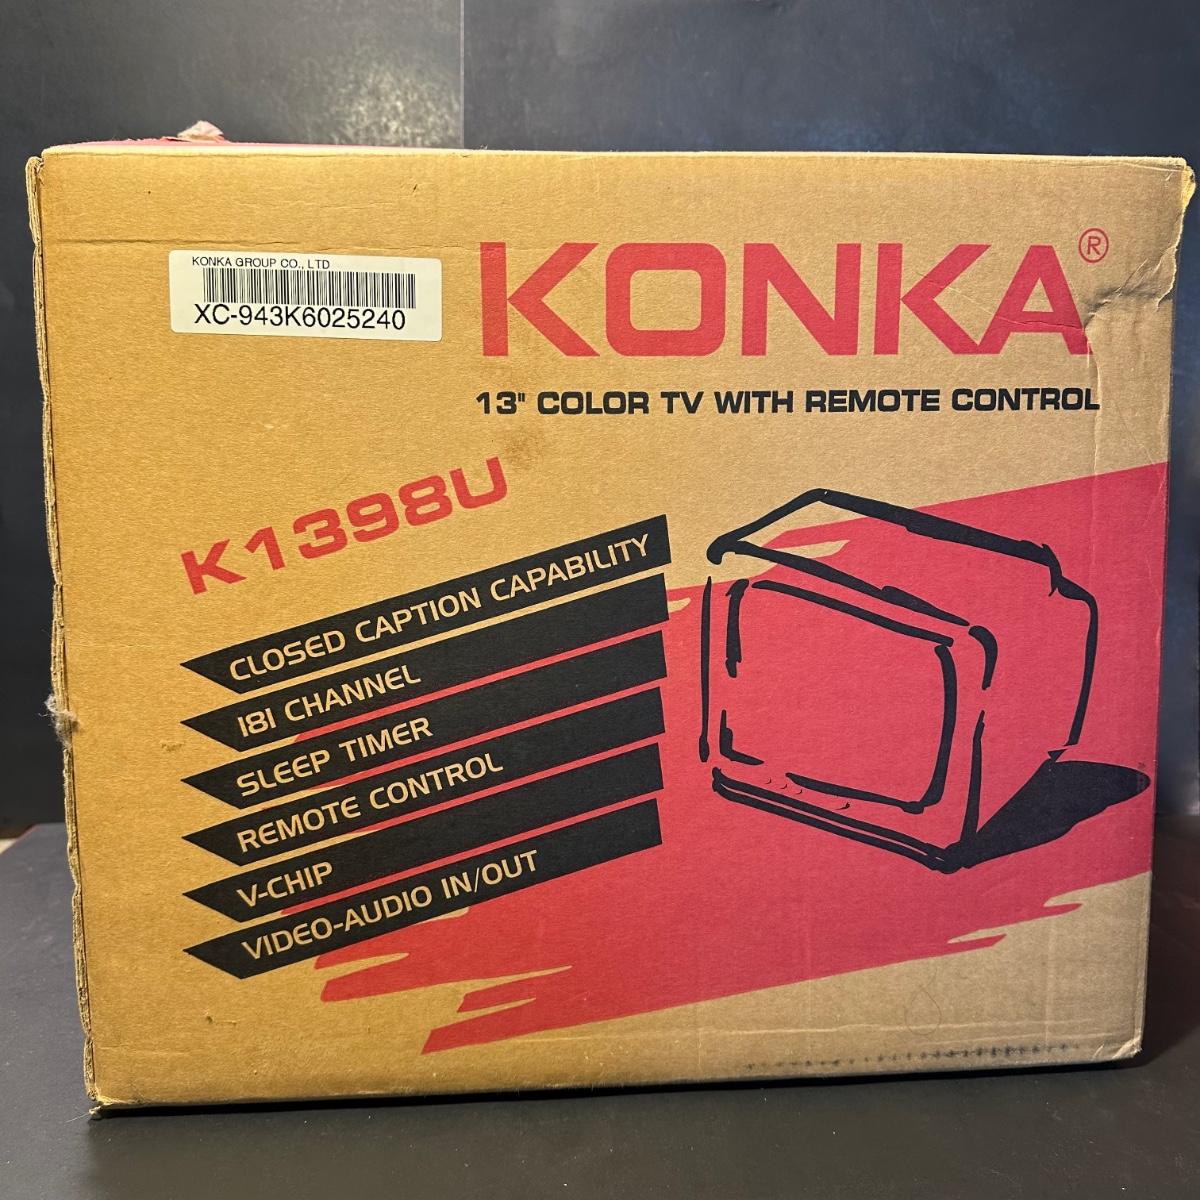 KONKA GROUP CO., LTD
XC-943K6025240
KONKA®
13" COLOR TV WITH REMOTE CONTROL
K1398U
CLOSED CAPTION CAPABILITY
181 CHANNEL
SLEEP TIMER
REMOTE CONTROL
V-CHIP
VIDEO-AUDIO IN/OUT